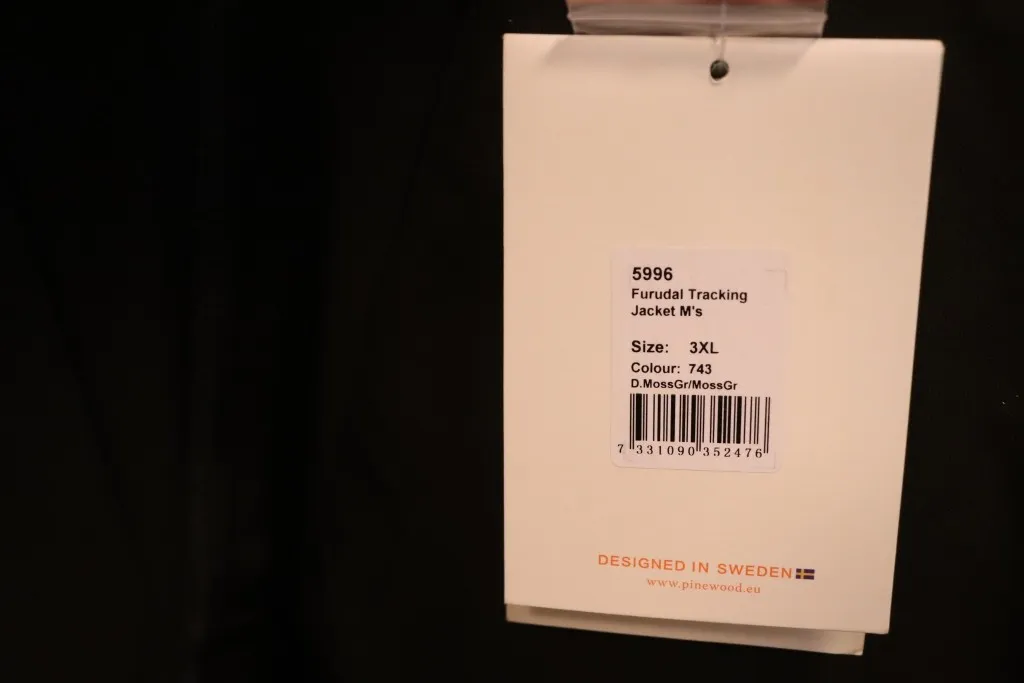 5996
Furudal Tracking
Jacket M's
Size: 3XL
Colour: 743
D.MossGr/MossGr
7 331090 352476
DESIGNED IN SWEDEN
www.pinewood.eu